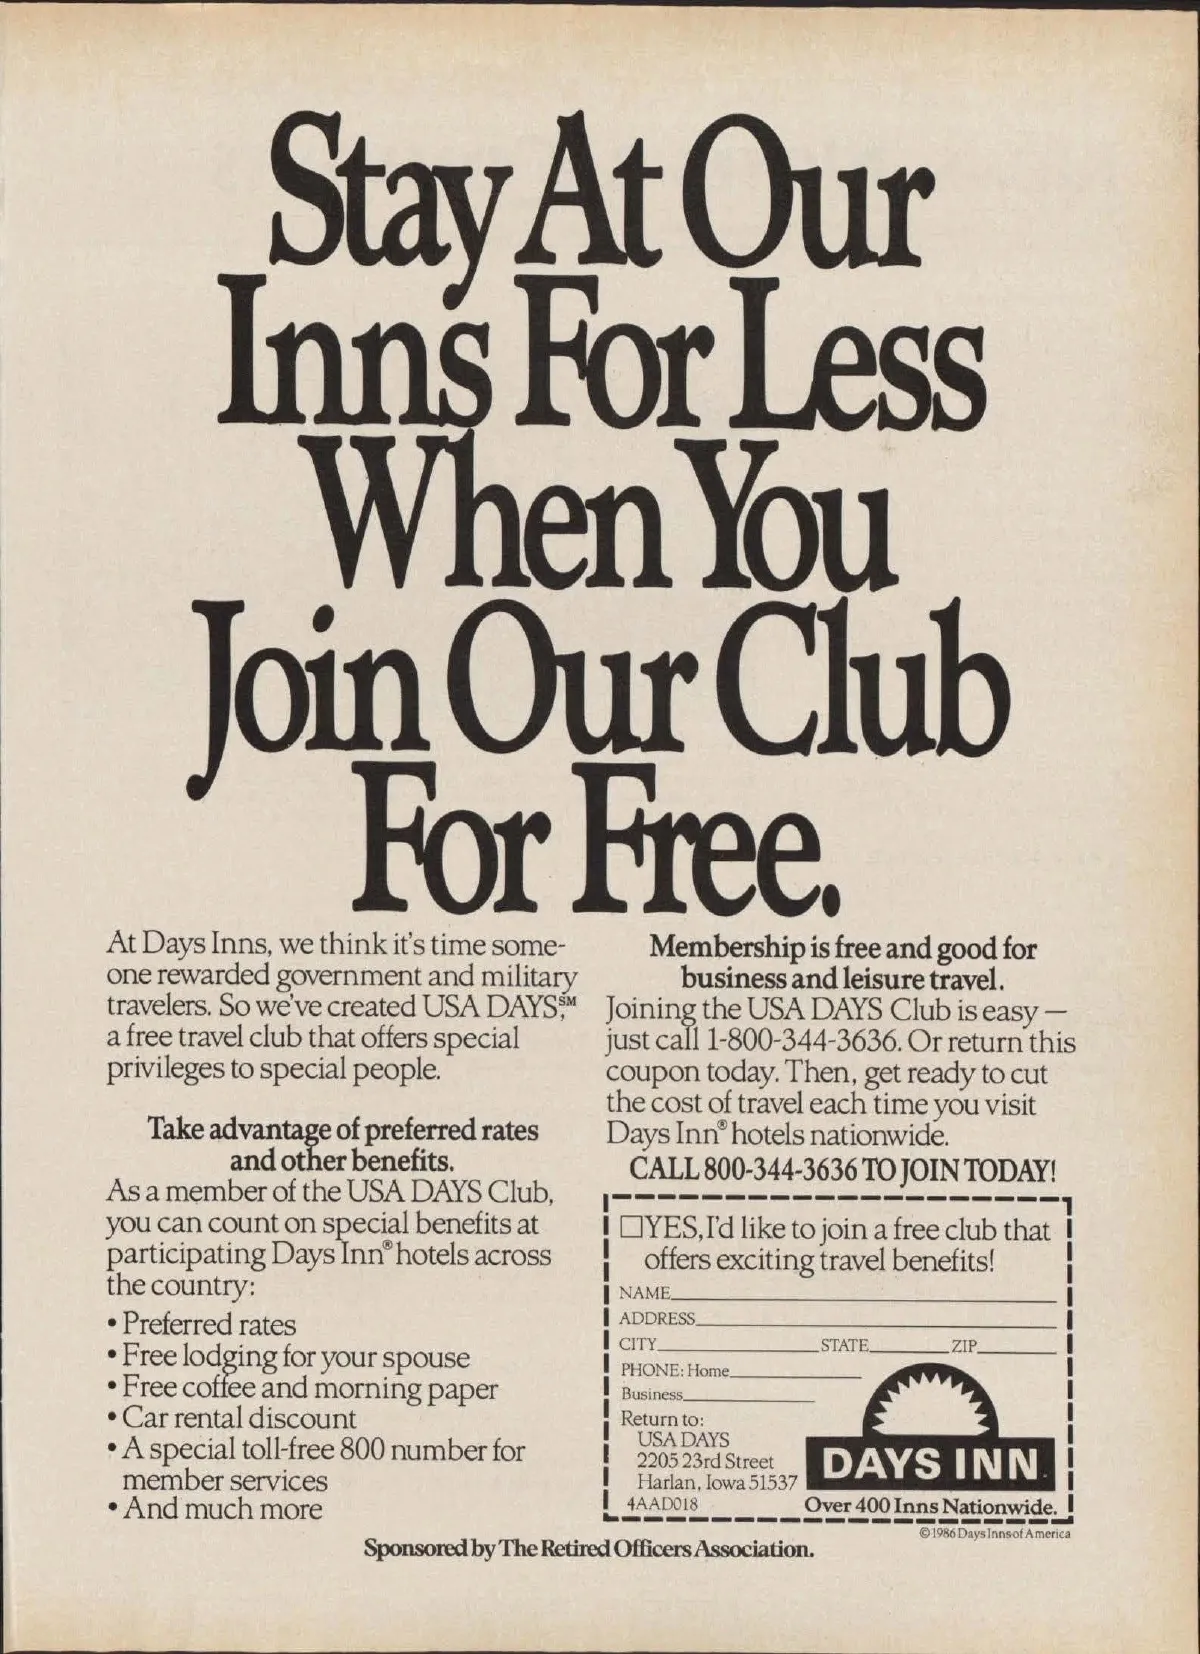 Stay At Our
Inns For Less
When You
Join Our Club
For Free.
At Days Inns, we think it's time some-
one rewarded government and military
travelers. So we've created USA DAYS,℠
a free travel club that offers special
privileges to special people.
Take advantage of preferred rates
and other benefits.
As a member of the USA DAYS Club,
you can count on special benefits at
participating Days Inn® hotels across
the country:
• Preferred rates
• Free lodging for your spouse
• Free coffee and morning paper
• Car rental discount
• A special toll-free 800 number for
member services
• And much more
Membership is free and good for
business and leisure travel.
Joining the USA DAYS Club is easy —
just call 1-800-344-3636. Or return this
coupon today. Then, get ready to cut
the cost of travel each time you visit
Days Inn® hotels nationwide.
CALL 800-344-3636 TO JOIN TODAY!
☐YES, I'd like to join a free club that
offers exciting travel benefits!
NAME
ADDRESS
CITY STATE ZIP
PHONE: Home
Business
Return to:
USA DAYS
2205 23rd Street
Harlan, Iowa 51537
4AAD018
DAYS INN
Over 400 Inns Nationwide.
©1986 Days Inns of America
Sponsored by The Retired Officers Association.